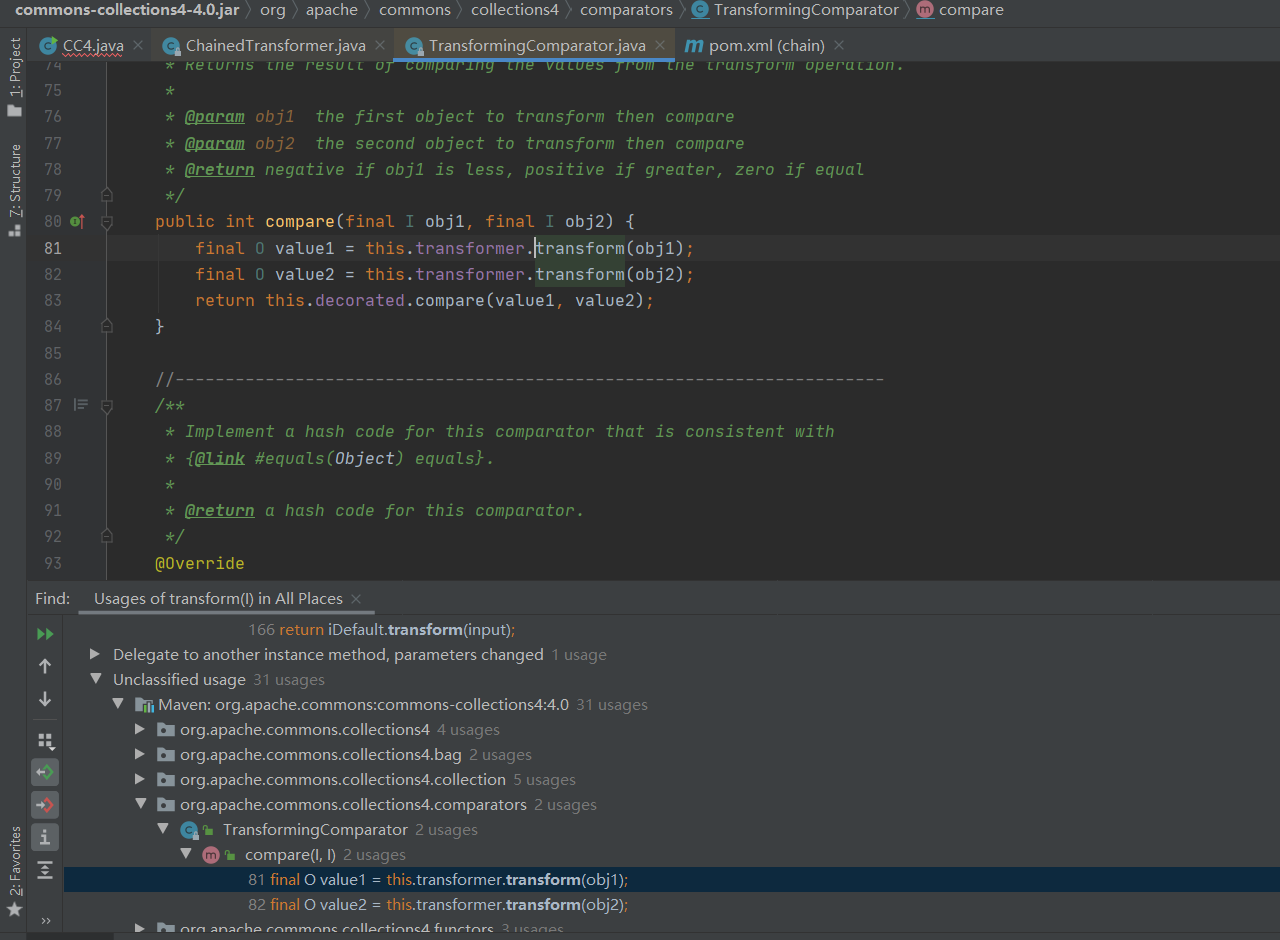 commons-collections4-4.0.jar org apache commons collections4 comparators TransformingComparator compare
CC4.java ChainedTransformer.java TransformingComparator.java pom.xml (chain)
1: Project
7: Structure
2: Favorites
74 * Returns the result of comparing the values from the transform operation.
75 *
76 * @param obj1 the first object to transform then compare
77 * @param obj2 the second object to transform then compare
78 * @return negative if obj1 is less, positive if greater, zero if equal
79 */
80 public int compare(final I obj1, final I obj2) {
81 final O value1 = this.transformer.transform(obj1);
82 final O value2 = this.transformer.transform(obj2);
83 return this.decorated.compare(value1, value2);
84 }
85
86 //-----------------------------------------------------------------------
87 /**
88 * Implement a hash code for this comparator that is consistent with
89 * {@link #equals(Object) equals}.
90 *
91 * @return a hash code for this comparator.
92 */
93 @Override
Find: Usages of transform(I) in All Places
166 return iDefault.transform(input);
Delegate to another instance method, parameters changed 1 usage
Unclassified usage 31 usages
Maven: org.apache.commons:commons-collections4:4.0 31 usages
org.apache.commons.collections4 4 usages
org.apache.commons.collections4.bag 2 usages
org.apache.commons.collections4.collection 5 usages
org.apache.commons.collections4.comparators 2 usages
TransformingComparator 2 usages
compare(I, I) 2 usages
81 final O value1 = this.transformer.transform(obj1);
82 final O value2 = this.transformer.transform(obj2);
org.apache.commons.collections4.functors 3 usages